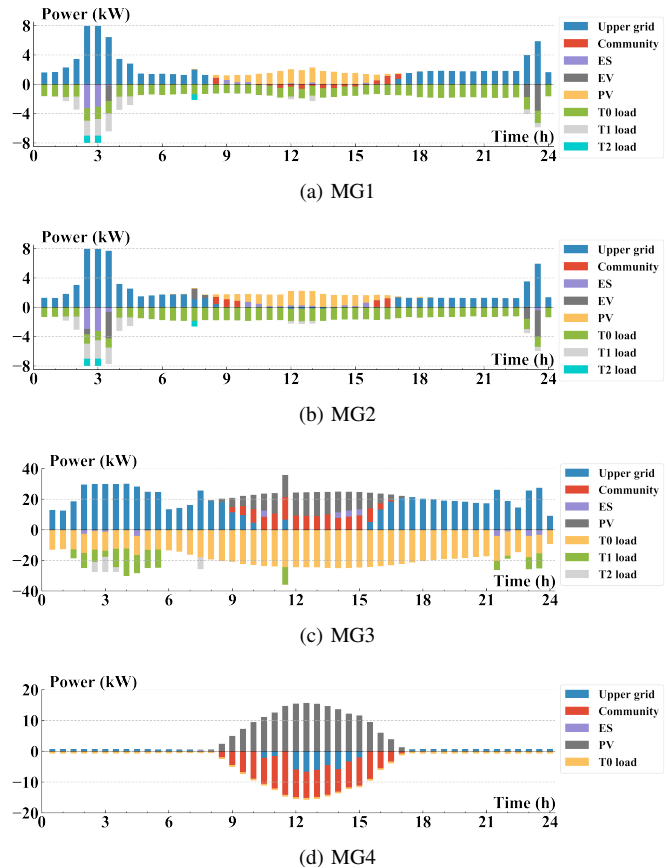 Power (kW)
8
4
0
−4
−8
0 3 6 9 12 15 18 21 24
Time (h)
Upper grid
Community
ES
EV
PV
T0 load
T1 load
T2 load
(a) MG1
Power (kW)
8
4
0
−4
−8
0 3 6 9 12 15 18 21 24
Time (h)
Upper grid
Community
ES
EV
PV
T0 load
T1 load
T2 load
(b) MG2
Power (kW)
40
20
0
−20
−40
0 3 6 9 12 15 18 21 24
Time (h)
Upper grid
Community
ES
PV
T0 load
T1 load
T2 load
(c) MG3
Power (kW)
20
10
0
−10
−20
0 3 6 9 12 15 18 21 24
Time (h)
Upper grid
Community
ES
PV
T0 load
(d) MG4